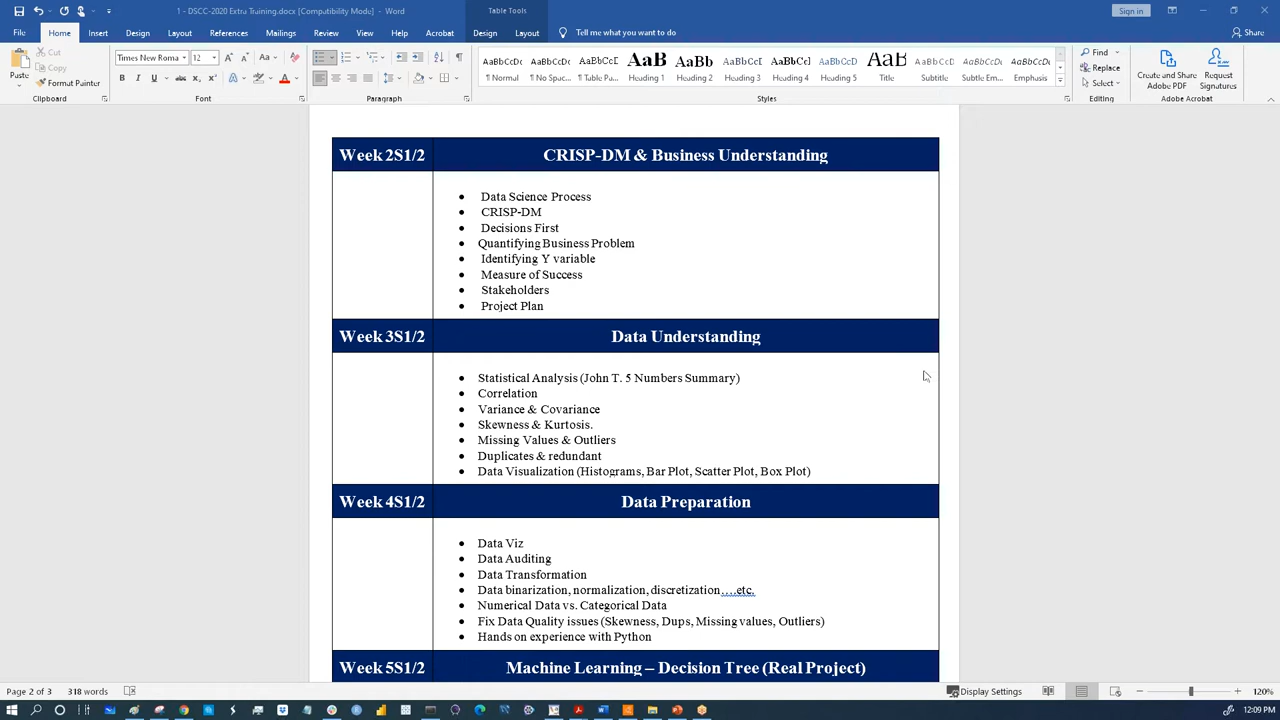 1 - DSCC-2020 Extra Training.docx [Compatibility Mode] - Word
Table Tools
Sign in
File Home Insert Design Layout References Mailings Review View Help Acrobat Design Layout Tell me what you want to do Share
Paste
Cut
Copy
Format Painter
Clipboard
Times New Roma 12
Font
Paragraph
AaBbCcDc AaBbCcDc AaBbCcI AaB AaBb AaBbCcD AaBbCcI AaBbCcD AaB AaBbCcD AaBbCcD AaBbCcD
¶ Normal ¶ No Spac... ¶ Table Pa... Heading 1 Heading 2 Heading 3 Heading 4 Heading 5 Title Subtitle Subtle Em... Emphasis
Styles
Find
Replace
Select
Editing
Create and Share Adobe PDF
Request Signatures
Adobe Acrobat
Week 2S1/2 CRISP-DM & Business Understanding
• Data Science Process
• CRISP-DM
• Decisions First
• Quantifying Business Problem
• Identifying Y variable
• Measure of Success
• Stakeholders
• Project Plan
Week 3S1/2 Data Understanding
• Statistical Analysis (John T. 5 Numbers Summary)
• Correlation
• Variance & Covariance
• Skewness & Kurtosis.
• Missing Values & Outliers
• Duplicates & redundant
• Data Visualization (Histograms, Bar Plot, Scatter Plot, Box Plot)
Week 4S1/2 Data Preparation
• Data Viz
• Data Auditing
• Data Transformation
• Data binarization, normalization, discretization….etc.
• Numerical Data vs. Categorical Data
• Fix Data Quality issues (Skewness, Dups, Missing values, Outliers)
• Hands on experience with Python
Week 5S1/2 Machine Learning – Decision Tree (Real Project)
Page 2 of 3 318 words Display Settings 120%
12:09 PM